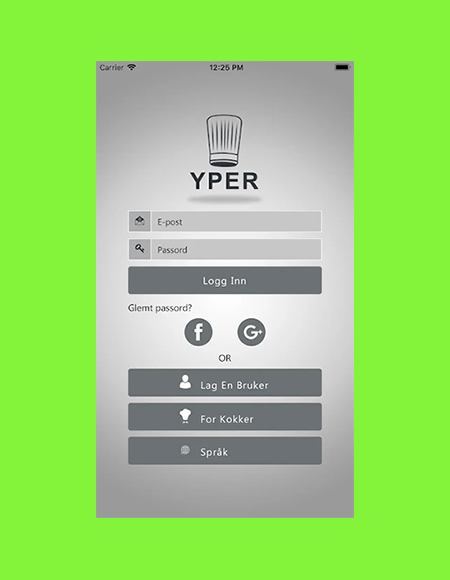 Carrier 12:25 PM
YPER
E-post
Passord
Logg Inn
Glemt passord?
f G+
OR
Lag En Bruker
For Kokker
Språk